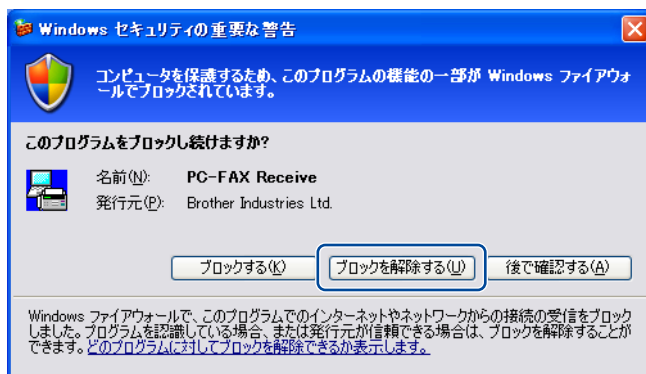 Windows セキュリティの重要な警告
コンピュータを保護するため、このプログラムの機能の一部が Windows ファイアウォ
ールでブロックされています。
このプログラムをブロックし続けますか?
名前(N): PC-FAX Receive
発行元(P): Brother Industries Ltd.
ブロックする(K) ブロックを解除する(U) 後で確認する(A)
Windows ファイアウォールで、このプログラムでのインターネットやネットワークからの接続の受信をブロック
しました。プログラムを認識している場合、または発行元が信頼できる場合は、ブロックを解除することが
できます。どのプログラムに対してブロックを解除できるか表示します。